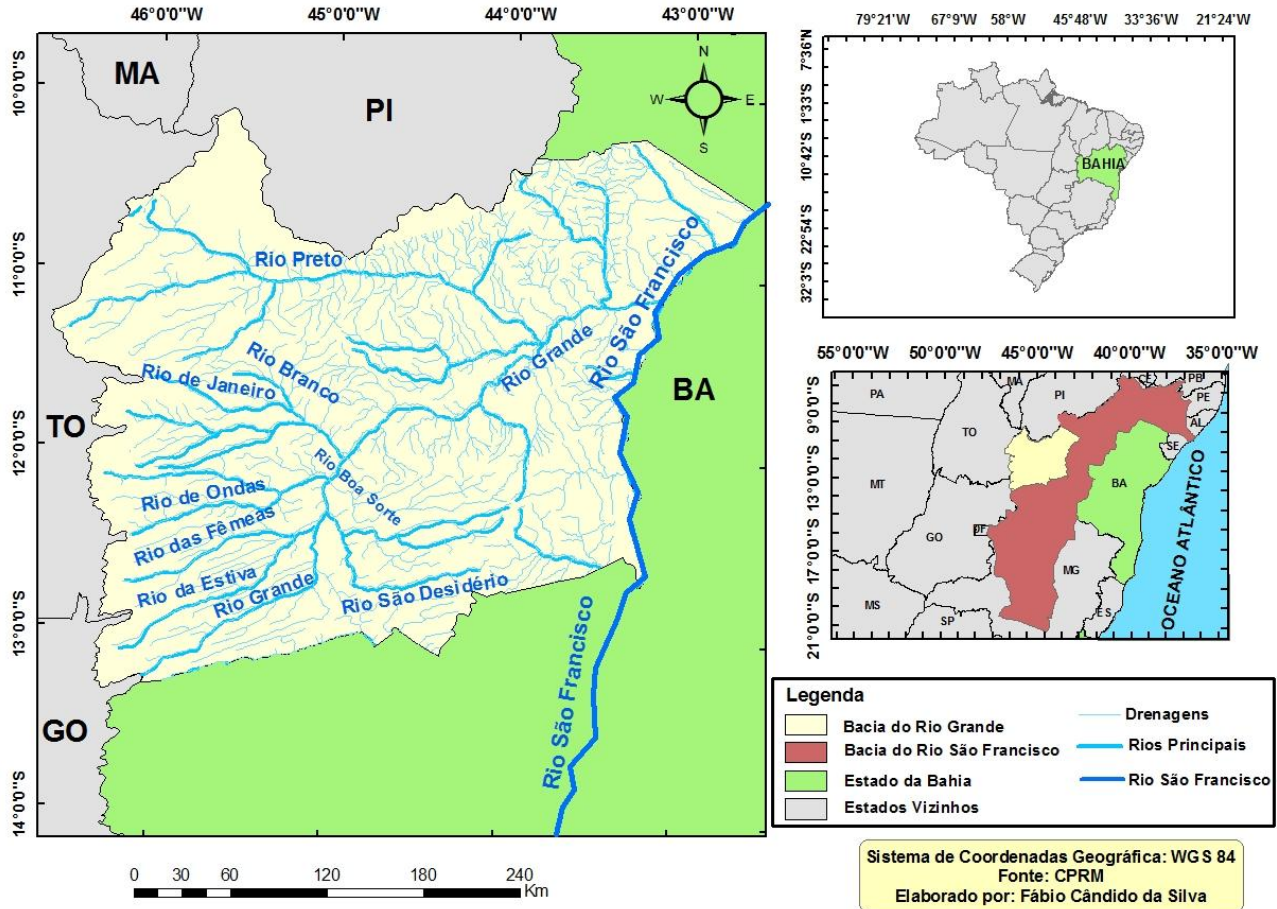 46°0'0"W 45°0'0"W 44°0'0"W 43°0'0"W
10°0'0"S
11°0'0"S
12°0'0"S
13°0'0"S
14°0'0"S
MA
PI
N
W E
S
Rio Preto
Rio São Francisco
Rio Grande
Rio Branco
Rio de Janeiro
BA
TO
Rio Boa Sorte
Rio de Ondas
Rio das Fêmeas
Rio da Estiva
Rio Grande
Rio São Desidério
Rio São Francisco
GO
0 30 60 120 180 240
Km
79°21'W 67°9'W 58°W 45°48'W 33°36'W 21°24'W
7°36'N
1°33'S
10°42'S
22°54'S
32°3'S
BAHIA
55°0'0"W 50°0'0"W 45°0'0"W 40°0'0"W 35°0'0"W
9°0'0"S
13°0'0"S
17°0'0"S
21°0'0"S
PA
MA
PI
CE
PB
PE
AL
SE
TO
MT
BA
GO
DF
MG
MS
ES
SP
OCEANO ATLÂNTICO
Legenda
Bacia do Rio Grande
Bacia do Rio São Francisco
Estado da Bahia
Estados Vizinhos
Drenagens
Rios Principais
Rio São Francisco
Sistema de Coordenadas Geográfica: WGS 84
Fonte: CPRM
Elaborado por: Fábio Cândido da Silva